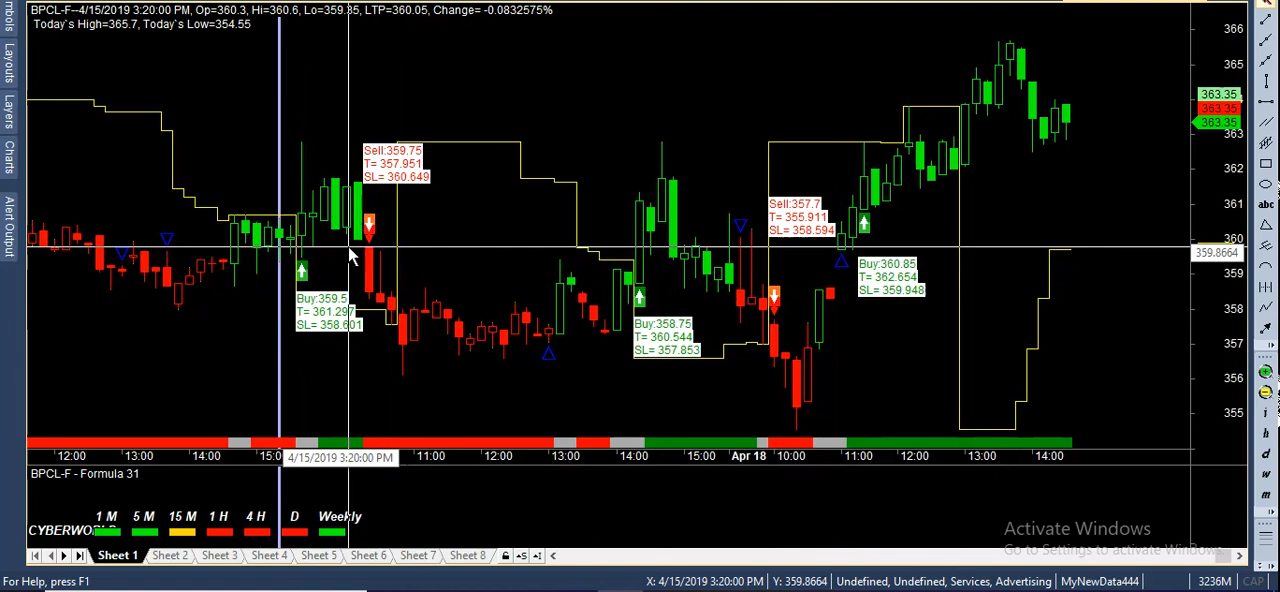 BPCL-F--4/15/2019 3:20:00 PM, Op=360.3, Hi=360.6, Lo=359.85, LTP=360.05, Change= -0.0832575%
Today`s High=365.7, Today`s Low=354.55
Layouts
Layers
Charts
Alert Output
366
365
363.35
363.35
363.35
363
362
361
360
359.8664
359
358
357
356
355
Sell:359.75
T= 357.951
SL= 360.649
Buy:359.5
T= 361.297
SL= 358.601
Buy:358.75
T= 360.544
SL= 357.853
Sell:357.7
T= 355.911
SL= 358.594
Buy:360.85
T= 362.654
SL= 359.948
abc
12:00 13:00 14:00 15:0 4/15/2019 3:20:00 PM 11:00 12:00 13:00 14:00 15:00 Apr 18 10:00 11:00 12:00 13:00 14:00
BPCL-F - Formula 31
1 M 5 M 15 M 1 H 4 H D Weekly
i
h
d
w
m
Activate Windows
Go to Settings to activate Windows.
Sheet 1 Sheet 2 Sheet 3 Sheet 4 Sheet 5 Sheet 6 Sheet 7 Sheet 8
For Help, press F1 X: 4/15/2019 3:20:00 PM Y: 359.8664 Undefined, Undefined, Services, Advertising MyNewData444 3236M CAP